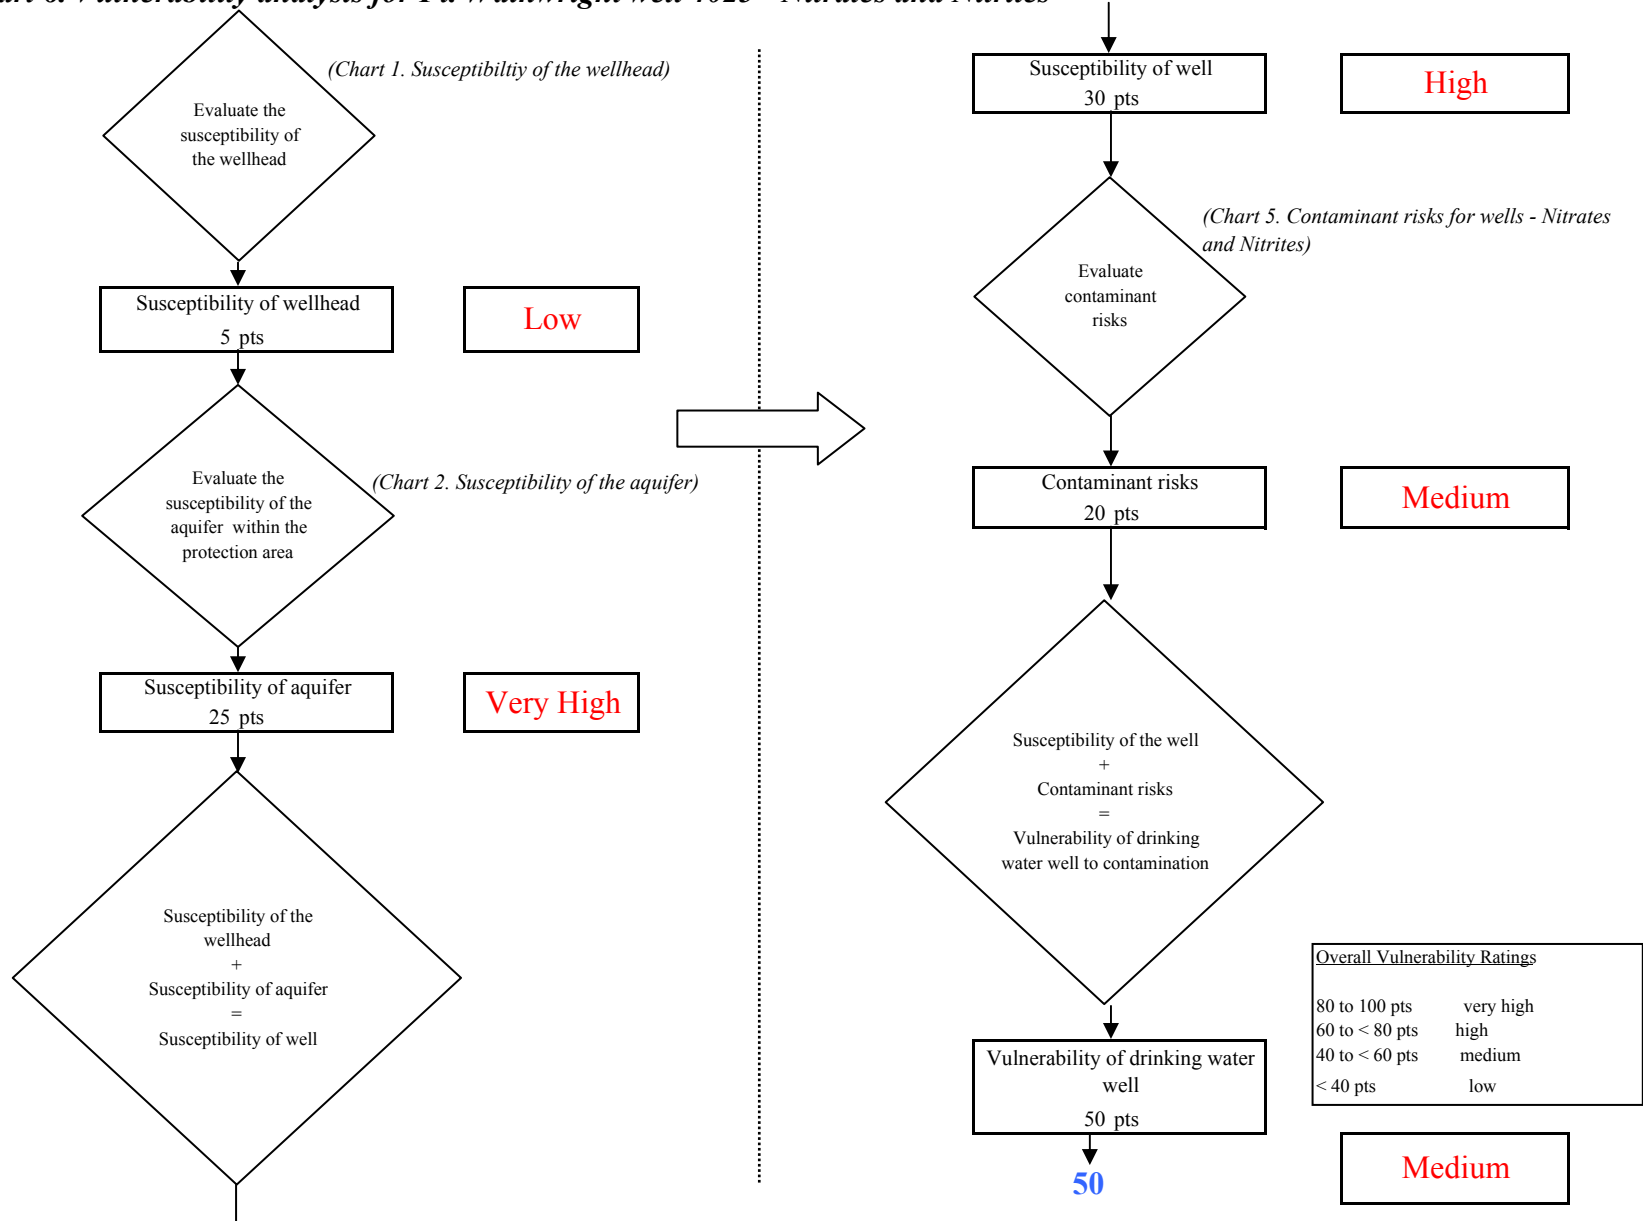 Vulnerability analysis for
Nitrates and Nitrites
(Chart 1. Susceptibiltiy of the wellhead)
Evaluate the
susceptibility of
the wellhead
Susceptibility of wellhead
5 pts
Low
Evaluate the
susceptibility of the
aquifer within the
protection area
(Chart 2. Susceptibility of the aquifer)
Susceptibility of aquifer
25 pts
Very High
Susceptibility of the
wellhead
+
Susceptibility of aquifer
=
Susceptibility of well
Susceptibility of well
30 pts
High
(Chart 5. Contaminant risks for wells - Nitrates
and Nitrites)
Evaluate
contaminant
risks
Contaminant risks
20 pts
Medium
Susceptibility of the well
+
Contaminant risks
=
Vulnerability of drinking
water well to contamination
Overall Vulnerability Ratings
80 to 100 pts very high
60 to < 80 pts high
40 to < 60 pts medium
< 40 pts low
Vulnerability of drinking water
well
50 pts
50
Medium